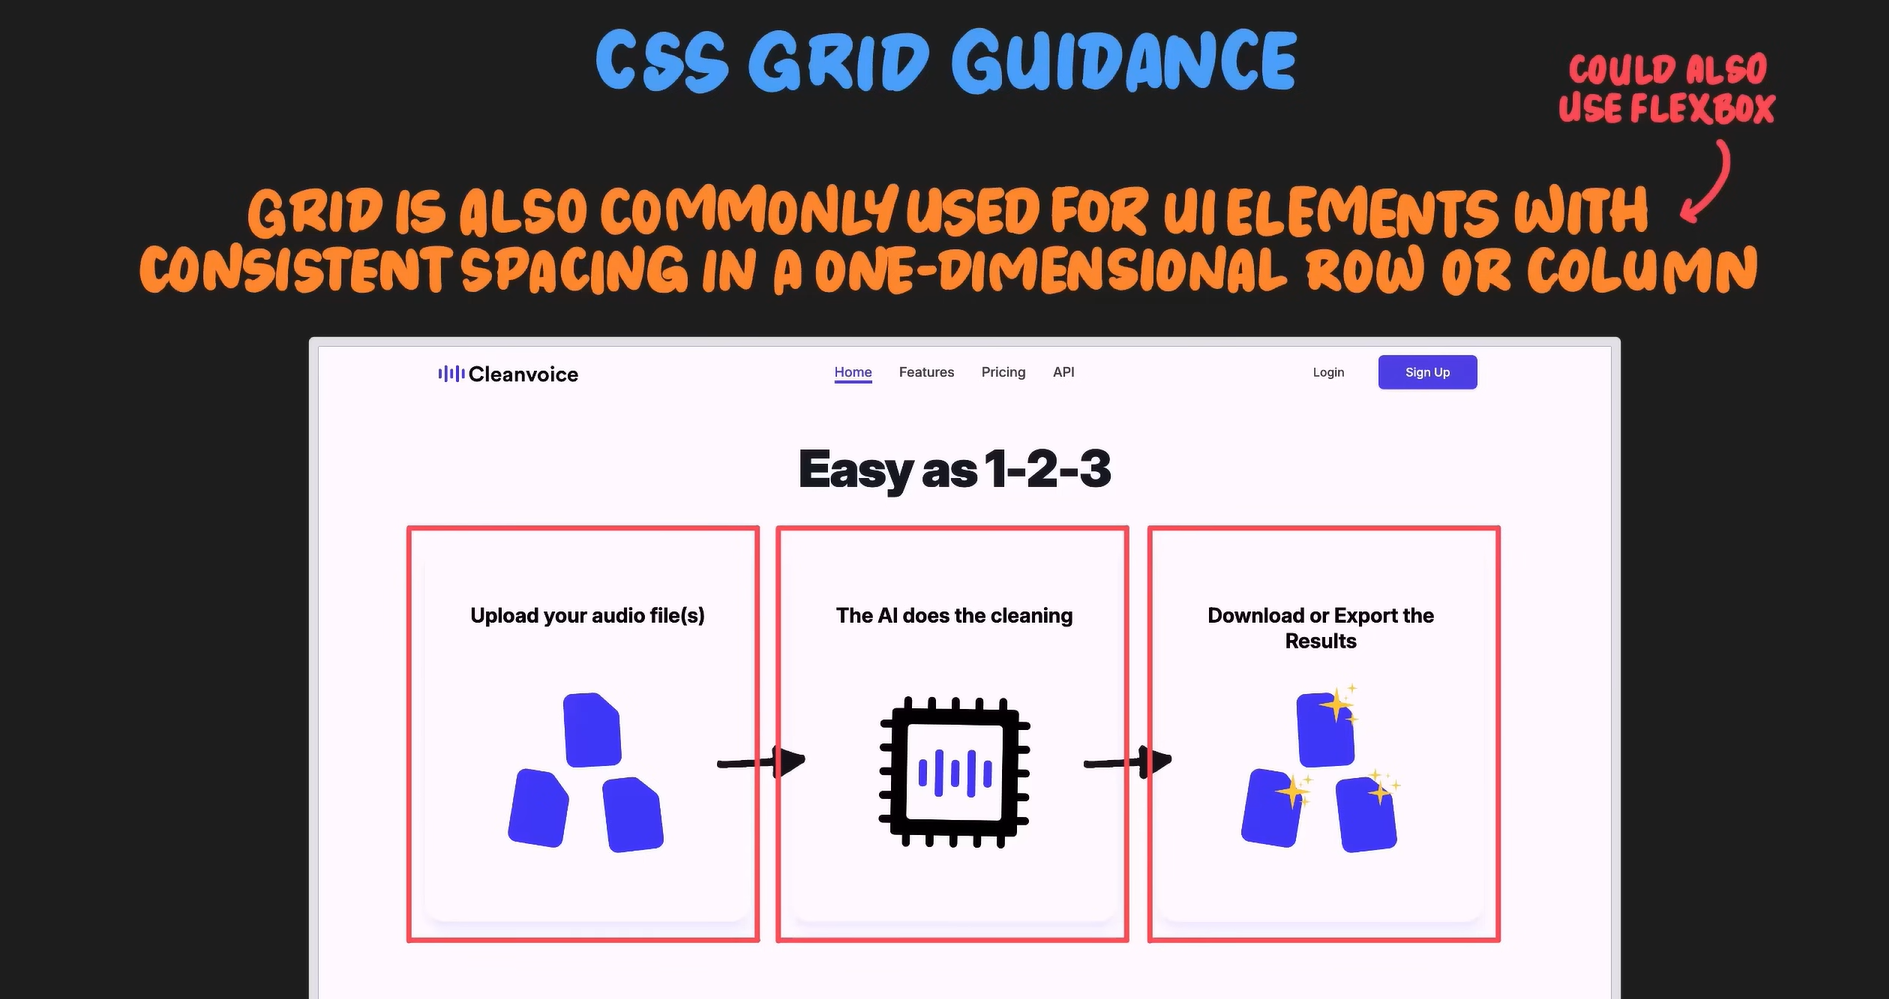 CSS GRID GUIDANCE
COULD ALSO
USE FLEXBOX
GRID IS ALSO COMMONLY USED FOR UI ELEMENTS WITH
CONSISTENT SPACING IN A ONE-DIMENSIONAL ROW OR COLUMN
Cleanvoice Home Features Pricing API Login Sign Up
Easy as 1-2-3
Upload your audio file(s)
The AI does the cleaning
Download or Export the
Results